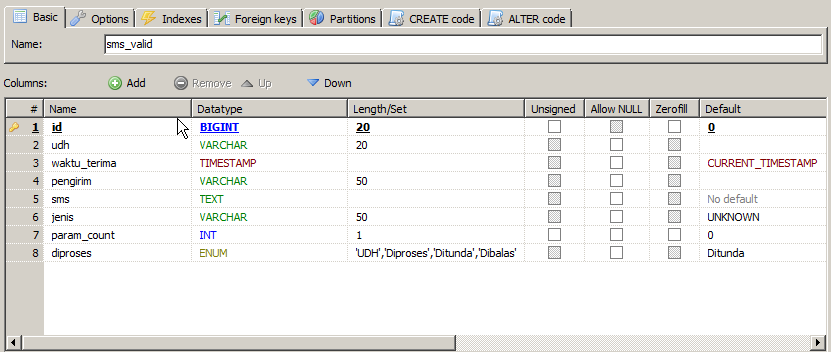 Basic Options Indexes Foreign keys Partitions CREATE code ALTER code
Name: sms_valid
Columns: Add Remove Up Down
# Name Datatype Length/Set Unsigned Allow NULL Zerofill Default
1 id BIGINT 20 0
2 udh VARCHAR 20
3 waktu_terima TIMESTAMP CURRENT_TIMESTAMP
4 pengirim VARCHAR 50
5 sms TEXT No default
6 jenis VARCHAR 50 UNKNOWN
7 param_count INT 1 0
8 diproses ENUM 'UDH','Diproses','Ditunda','Dibalas' Ditunda